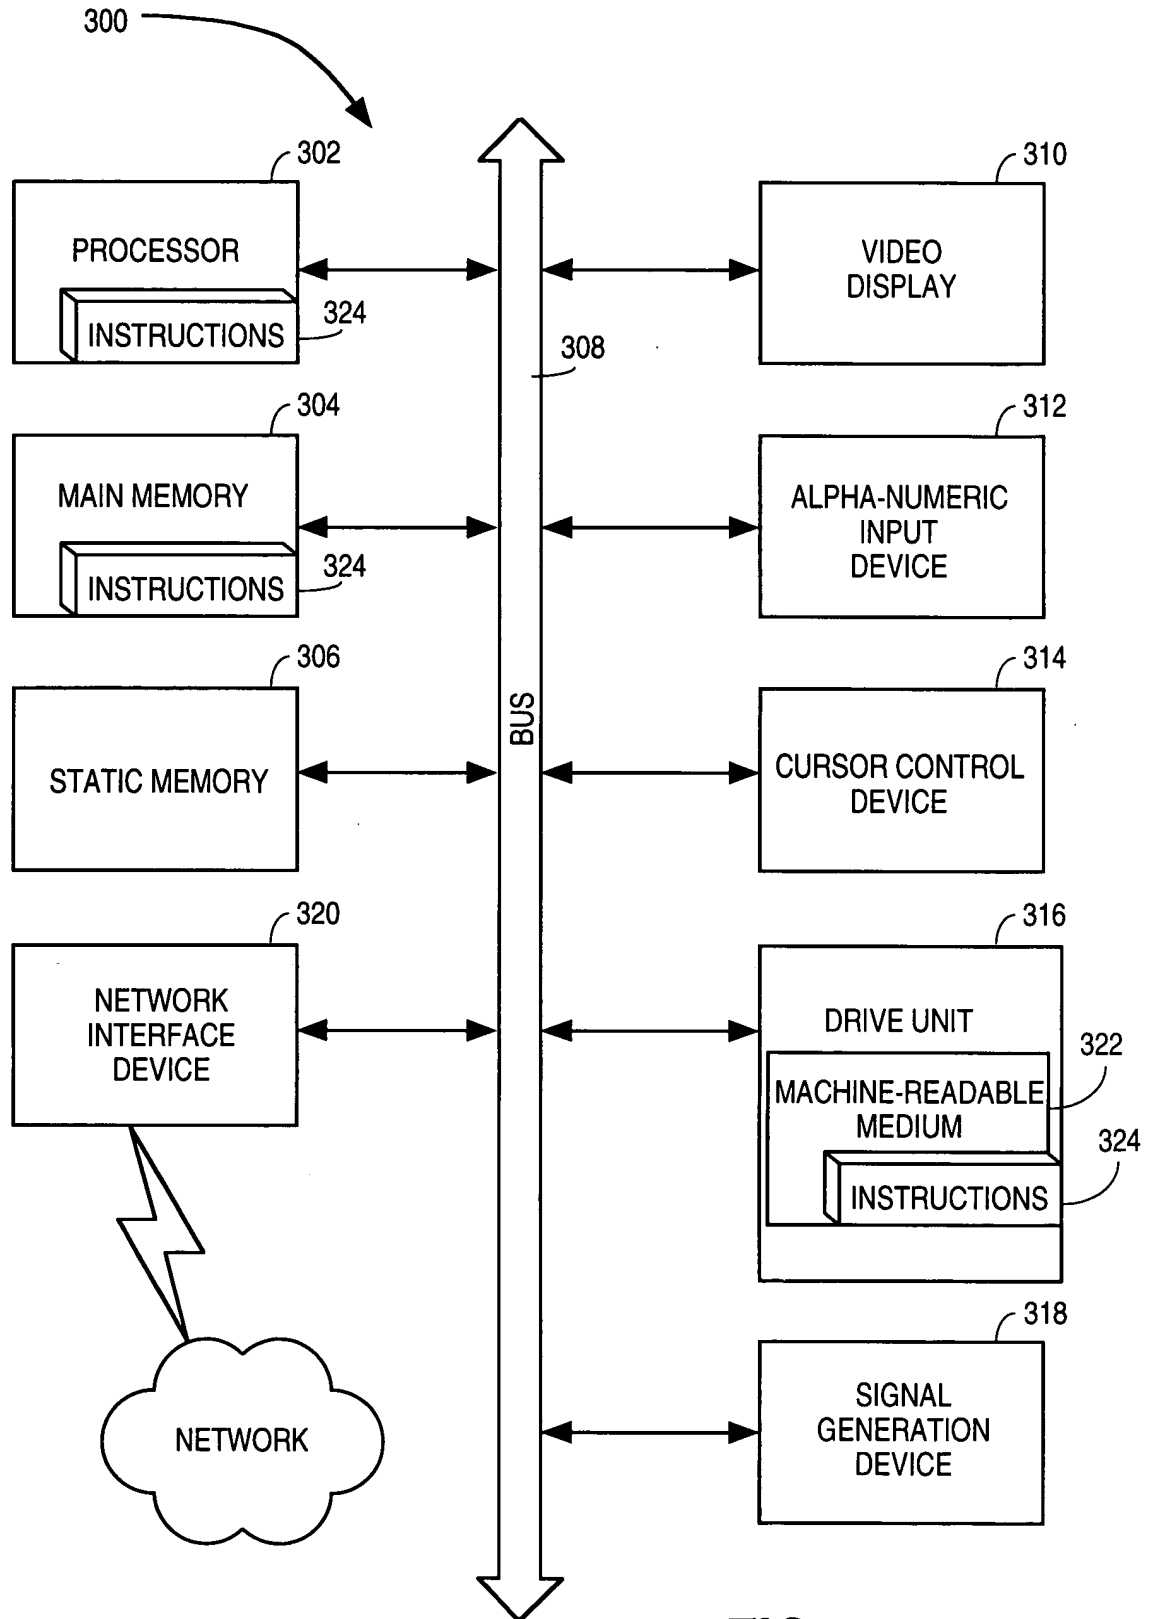 300
302
PROCESSOR
INSTRUCTIONS
324
304
MAIN MEMORY
INSTRUCTIONS
324
306
STATIC MEMORY
320
NETWORK
INTERFACE
DEVICE
NETWORK
308
BUS
310
VIDEO
DISPLAY
312
ALPHA-NUMERIC
INPUT
DEVICE
314
CURSOR CONTROL
DEVICE
316
DRIVE UNIT
322
MACHINE-READABLE
MEDIUM
324
INSTRUCTIONS
318
SIGNAL
GENERATION
DEVICE